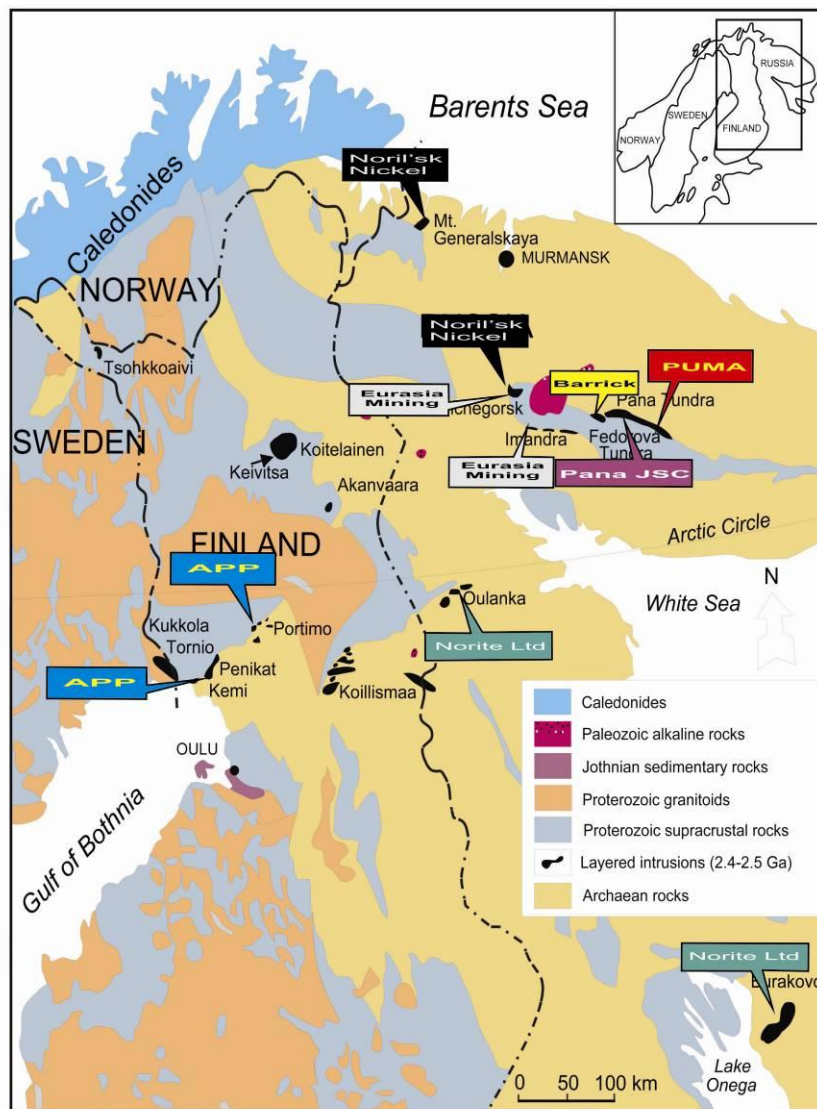 Barents Sea
RUSSIA
SWEDEN
NORWAY
FINLAND
Caledonides
Noril'sk
Nickel
Mt.
Generalskaya
MURMANSK
NORWAY
Noril'sk
Nickel
Tsohkkoaivi
Eurasia
Mining
chegorsk
Barrick
PUMA
Pana Tundra
SWEDEN
Koitelainen
Keivitsa
Imandra
Fedorova
Tundra
Eurasia
Mining
Pana JSC
Akanvaara
Arctic Circle
FINLAND
APP
N
Oulanka
White Sea
Kukkola
Tornio
Portimo
Norite Ltd
APP
Penikat
Kemi
Koillismaa
OULU
Gulf of Bothnia
Caledonides
Paleozoic alkaline rocks
Jothnian sedimentary rocks
Proterozoic granitoids
Proterozoic supracrustal rocks
Layered intrusions (2.4-2.5 Ga)
Archaean rocks
Norite Ltd
Burakovo
Lake
Onega
0 50 100 km